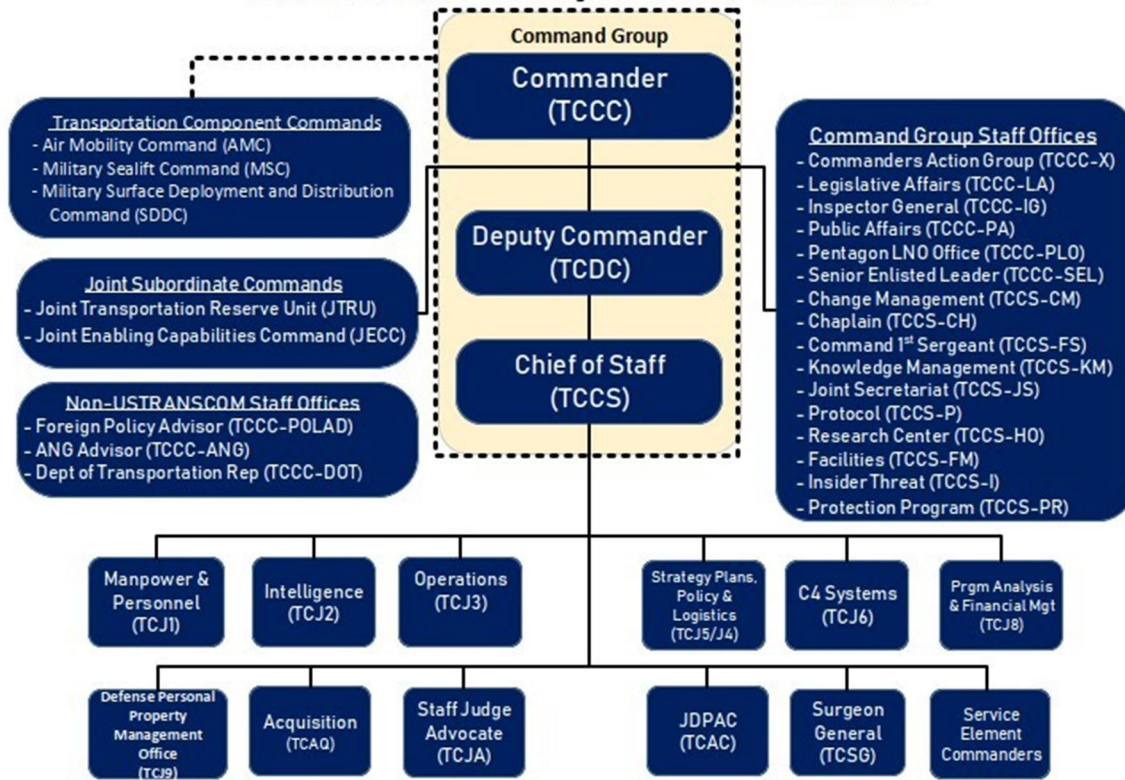 Command Group
Commander
(TCCC)
Transportation Component Commands
- Air Mobility Command (AMC)
- Military Sealift Command (MSC)
- Military Surface Deployment and Distribution
Command (SDDC)
Command Group Staff Offices
- Commanders Action Group (TCCC-X)
- Legislative Affairs (TCCC-LA)
- Inspector General (TCCC-IG)
- Public Affairs (TCCC-PA)
- Pentagon LNO Office (TCCC-PLO)
- Senior Enlisted Leader (TCCC-SEL)
- Change Management (TCCS-CM)
- Chaplain (TCCS-CH)
- Command 1st Sergeant (TCCS-FS)
- Knowledge Management (TCCS-KM)
- Joint Secretariat (TCCS-JS)
- Protocol (TCCS-P)
- Research Center (TCCS-HO)
- Facilities (TCCS-FM)
- Insider Threat (TCCS-I)
- Protection Program (TCCS-PR)
Deputy Commander
(TCDC)
Joint Subordinate Commands
- Joint Transportation Reserve Unit (JTRU)
- Joint Enabling Capabilities Command (JECC)
Chief of Staff
(TCCS)
Non-USTRANSCOM Staff Offices
- Foreign Policy Advisor (TCCC-POLAD)
- ANG Advisor (TCCC-ANG)
- Dept of Transportation Rep (TCCC-DOT)
Manpower &
Personnel
(TCJ1)
Intelligence
(TCJ2)
Operations
(TCJ3)
Strategy Plans,
Policy &
Logistics
(TCJ5/J4)
C4 Systems
(TCJ6)
Prgm Analysis
& Financial Mgt
(TCJ8)
Defense Personal
Property
Management
Office
(TCJ9)
Acquisition
(TCAQ)
Staff Judge
Advocate
(TCJA)
JDPAC
(TCAC)
Surgeon
General
(TCSG)
Service
Element
Commanders